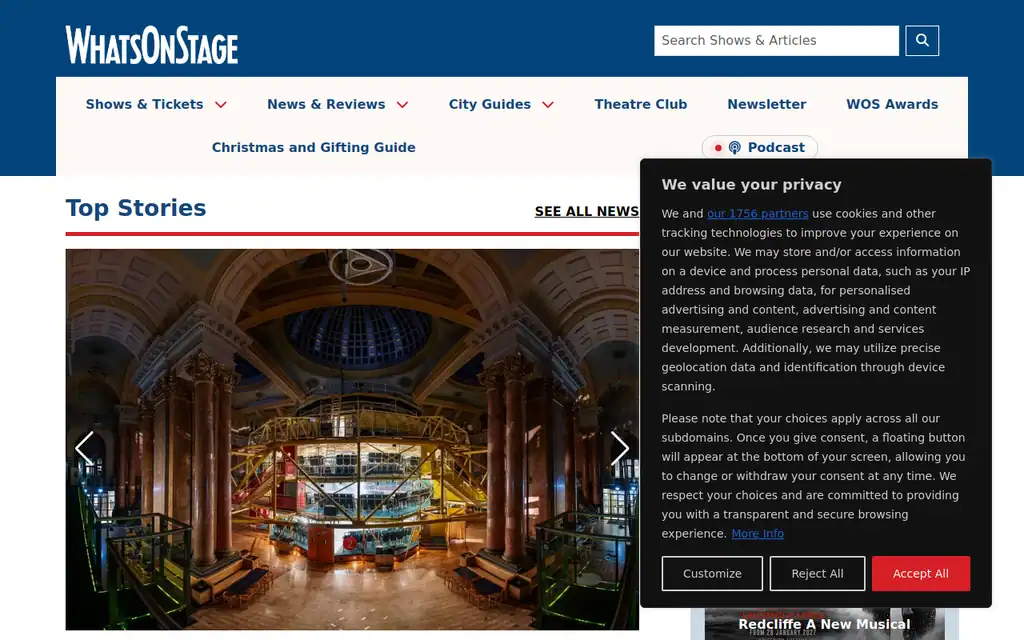 WHATSONSTAGE
Search Shows & Articles
Shows & Tickets
News & Reviews
City Guides
Theatre Club
Newsletter
WOS Awards
Christmas and Gifting Guide
Podcast
Top Stories
SEE ALL NEWS
We value your privacy
We and our 1756 partners use cookies and other
tracking technologies to improve your experience on
our website. We may store and/or access information
on a device and process personal data, such as your IP
address and browsing data, for personalised
advertising and content, advertising and content
measurement, audience research and services
development. Additionally, we may utilize precise
geolocation data and identification through device
scanning.
Please note that your choices apply across all our
subdomains. Once you give consent, a floating button
will appear at the bottom of your screen, allowing you
to change or withdraw your consent at any time. We
respect your choices and are committed to providing
you with a transparent and secure browsing
experience. More Info
Customize
Reject All
Accept All
Redcliffe A New Musical
FROM 28 JANUARY 2027